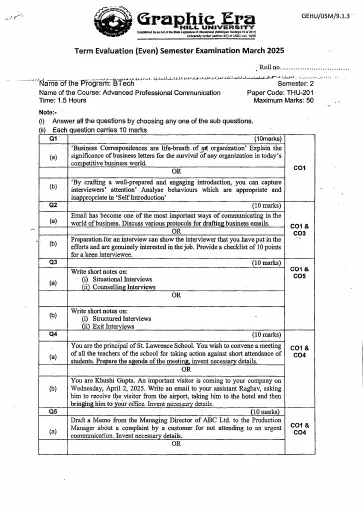 GEHU/05M/9.1.3
Graphic Era
HILL UNIVERSITY
Term Evaluation (Even) Semester Examination March 2025
Roll no.
Name of the Program: BTech
Semester: 2
Name of the Course: Advanced Professional Communication
Paper Code: THU-201
Time: 1.5 Hours
Maximum Marks: 50
Note:-
(i) Answer all the questions by choosing any one of the sub questions.
(ii) Each question carries 10 marks
Q1 (10marks)
(a) 'Business Correspondences are life-breath of an organization' Explain the
significance of business letters for the survival of any organization in today's
competitive business world.
OR
CO1
(b) 'By crafting a well-prepared and engaging introduction, you can capture
interviewers' attention' Analyse behaviours which are appropriate and
inappropriate in 'Self Introduction'
Q2 (10 marks)
(a) Email has become one of the most important ways of communicating in the
world of business. Discuss various protocols for drafting business emails.
OR
CO1 &
CO3
(b) Preparation for an interview can show the interviewer that you have put in the
efforts and are genuinely interested in the job. Provide a checklist of 10 points
for a keen interviewee.
Q3 (10 marks)
(a) Write short notes on:
(i) Situational Interviews
(ii) Counselling Interviews
CO1 &
CO5
OR
(b) Write short notes on:
(i) Structured Interviews
(ii) Exit Interviews
Q4 (10 marks)
(a) You are the principal of St. Lawrence School. You wish to convene a meeting
of all the teachers of the school for taking action against short attendance of
students. Prepare the agenda of the meeting, invent necessary details.
CO1 &
CO4
OR
(b) You are Khushi Gupta. An important visitor is coming to your company on
Wednesday, April 2, 2025. Write an email to your assistant Raghav, asking
him to receive the visitor from the airport, taking him to the hotel and then
bringing him to your office. Invent necessary details.
Q5 (10 marks)
(a) Draft a Memo from the Managing Director of ABC Ltd. to the Production
Manager about a complaint by a customer for not attending to an urgent
communication. Invent necessary details.
CO1 &
CO4
OR